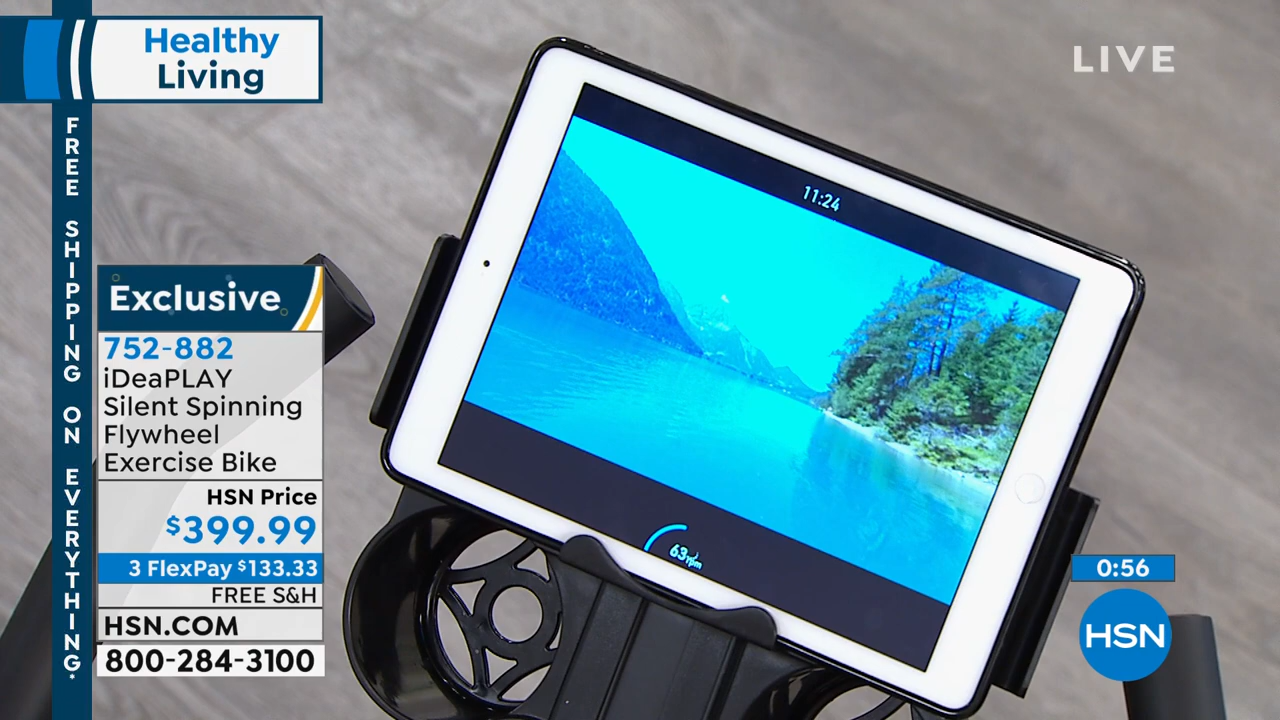 Healthy
Living
LIVE
FREE SHIPPING ON EVERYTHING*
11:24
Exclusive
752-882
iDeaPLAY
Silent Spinning
Flywheel
Exercise Bike
HSN Price
$399.99
3 FlexPay $133.33
FREE S&H
HSN.COM
800-284-3100
63rpm
0:56
HSN